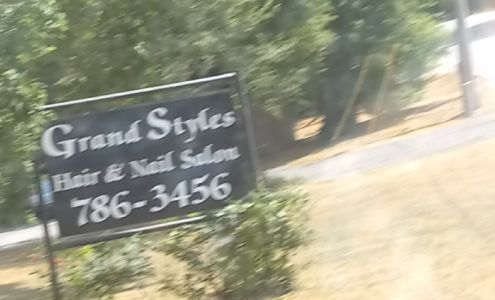 Grand Styles
Hair & Nail Salon
786-3456